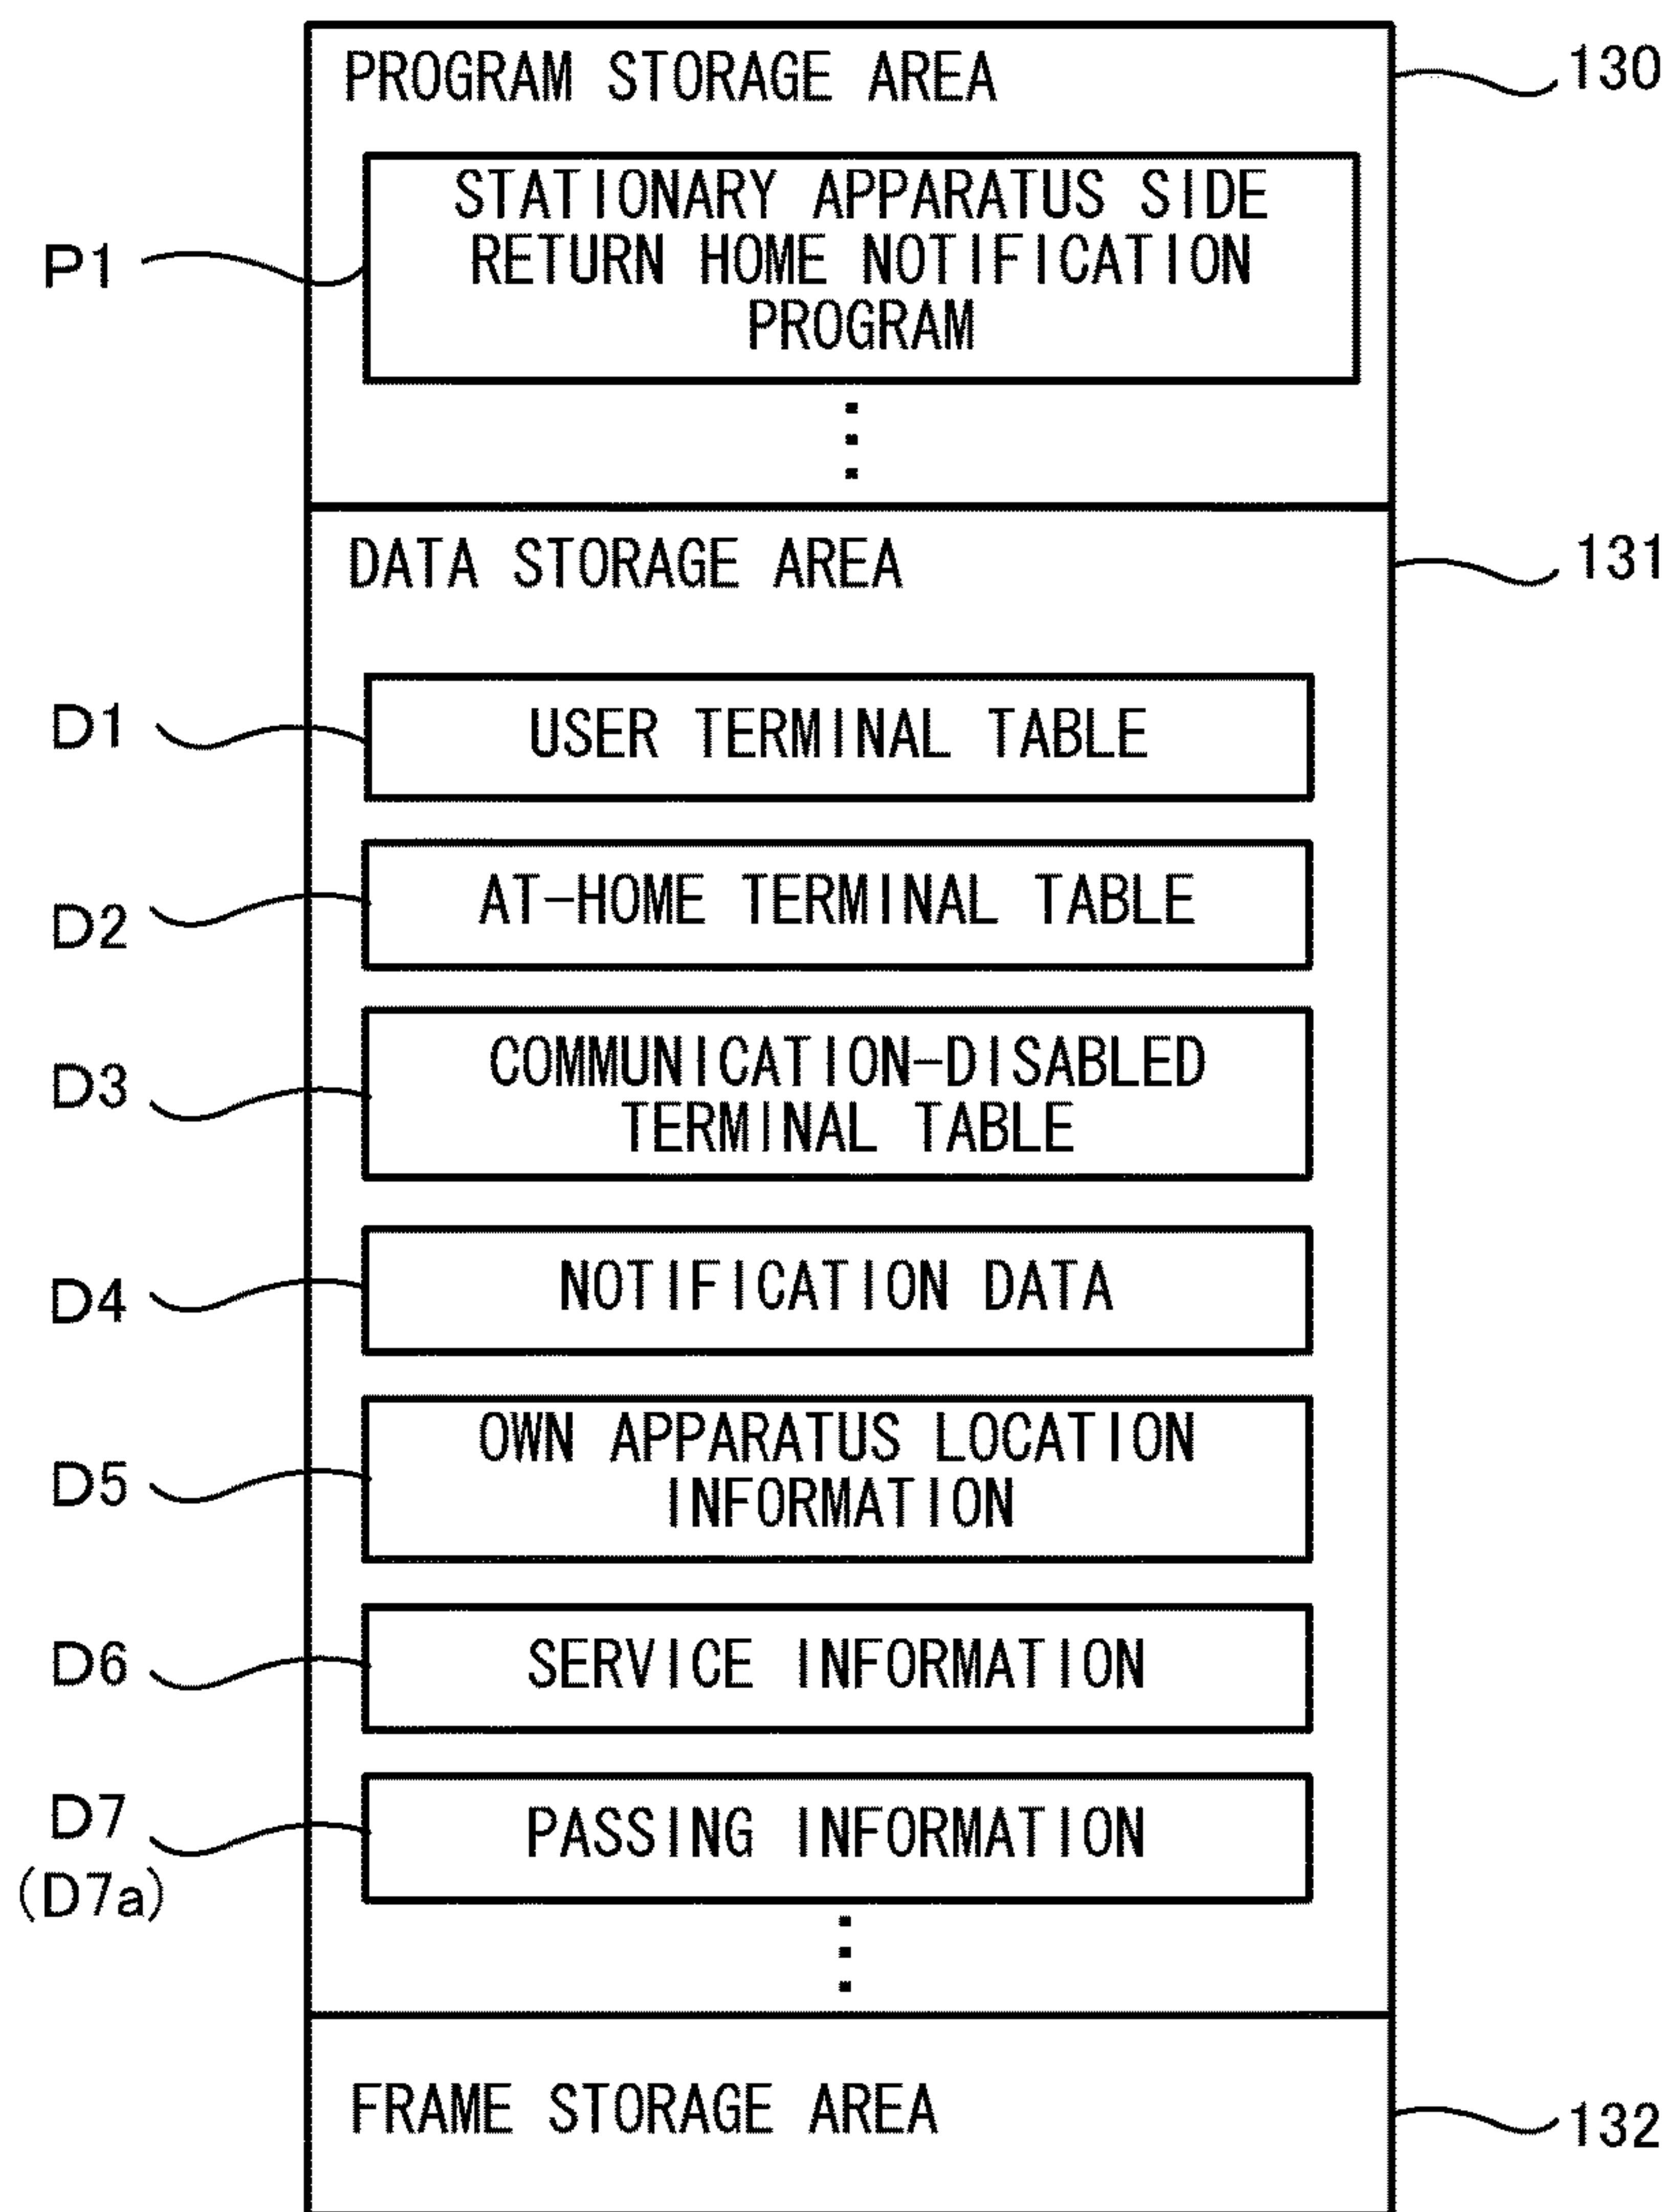 PROGRAM STORAGE AREA
130
STATIONARY APPARATUS SIDE
RETURN HOME NOTIFICATION
PROGRAM
P1
DATA STORAGE AREA
131
D1
USER TERMINAL TABLE
D2
AT-HOME TERMINAL TABLE
D3
COMMUNICATION-DISABLED
TERMINAL TABLE
D4
NOTIFICATION DATA
D5
OWN APPARATUS LOCATION
INFORMATION
D6
SERVICE INFORMATION
D7
(D7a)
PASSING INFORMATION
FRAME STORAGE AREA
132